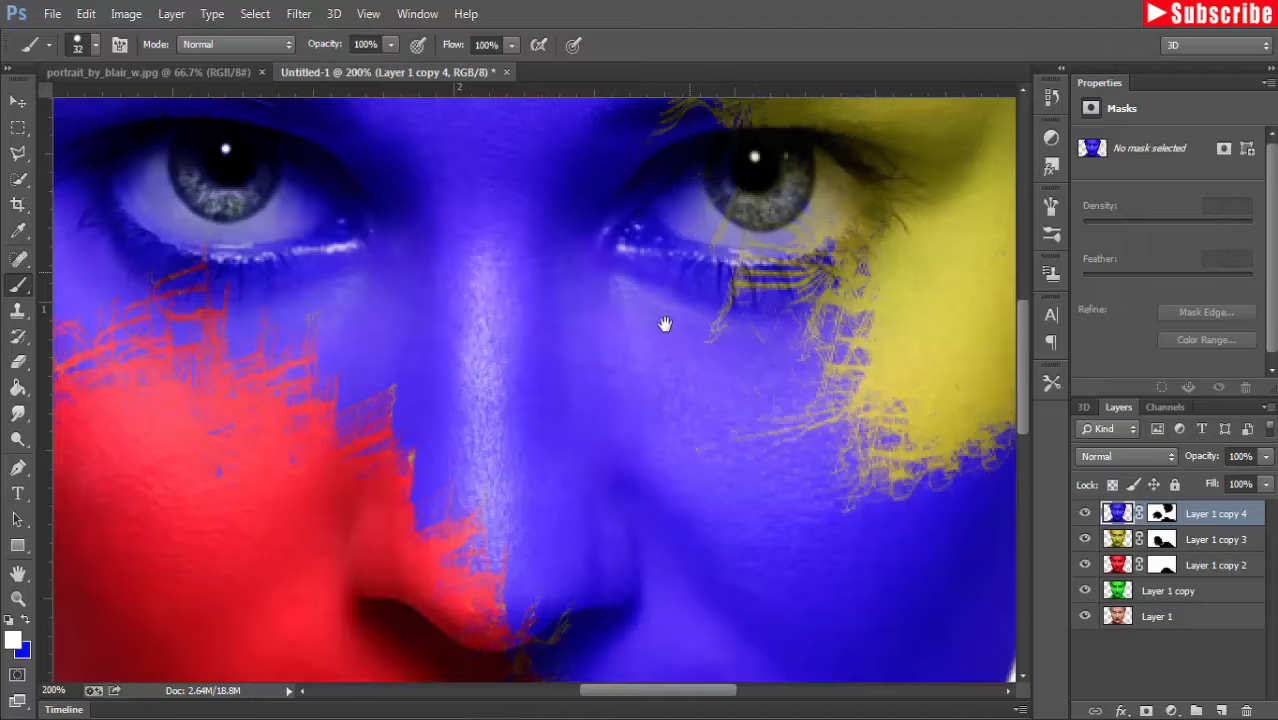 Ps File Edit Image Layer Type Select Filter 3D View Window Help
Subscribe
32 Mode: Normal Opacity: 100% Flow: 100% 3D
portrait_by_blair_w.jpg @ 66.7% (RGB/8#) × Untitled-1 @ 200% (Layer 1 copy 4, RGB/8) * ×
2
1
Properties
Masks
No mask selected
Density:
Feather:
Refine: Mask Edge...
Color Range...
3D Layers Channels
Kind
Normal Opacity: 100%
Lock: Fill: 100%
Layer 1 copy 4
Layer 1 copy 3
Layer 1 copy 2
Layer 1 copy
Layer 1
200% Doc: 2.64M/18.8M
Timeline